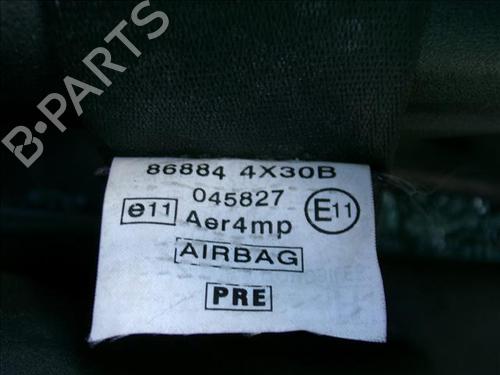 B-PARTS
86884 4X30B
045827
e11 Aer4mp E11
AIRBAG
PRE